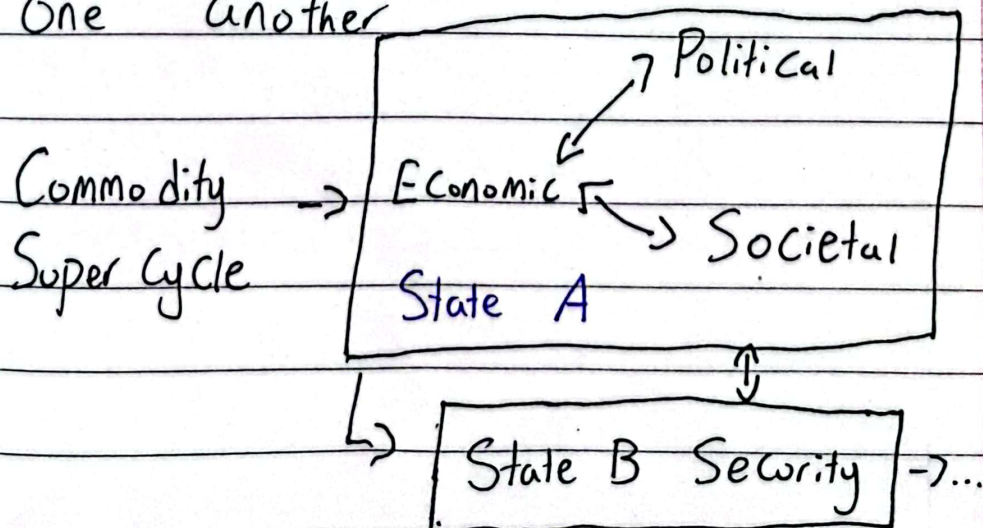 One another
Political
Commodity -> Economic
Societal
Super Cycle
State A
State B Security ->...